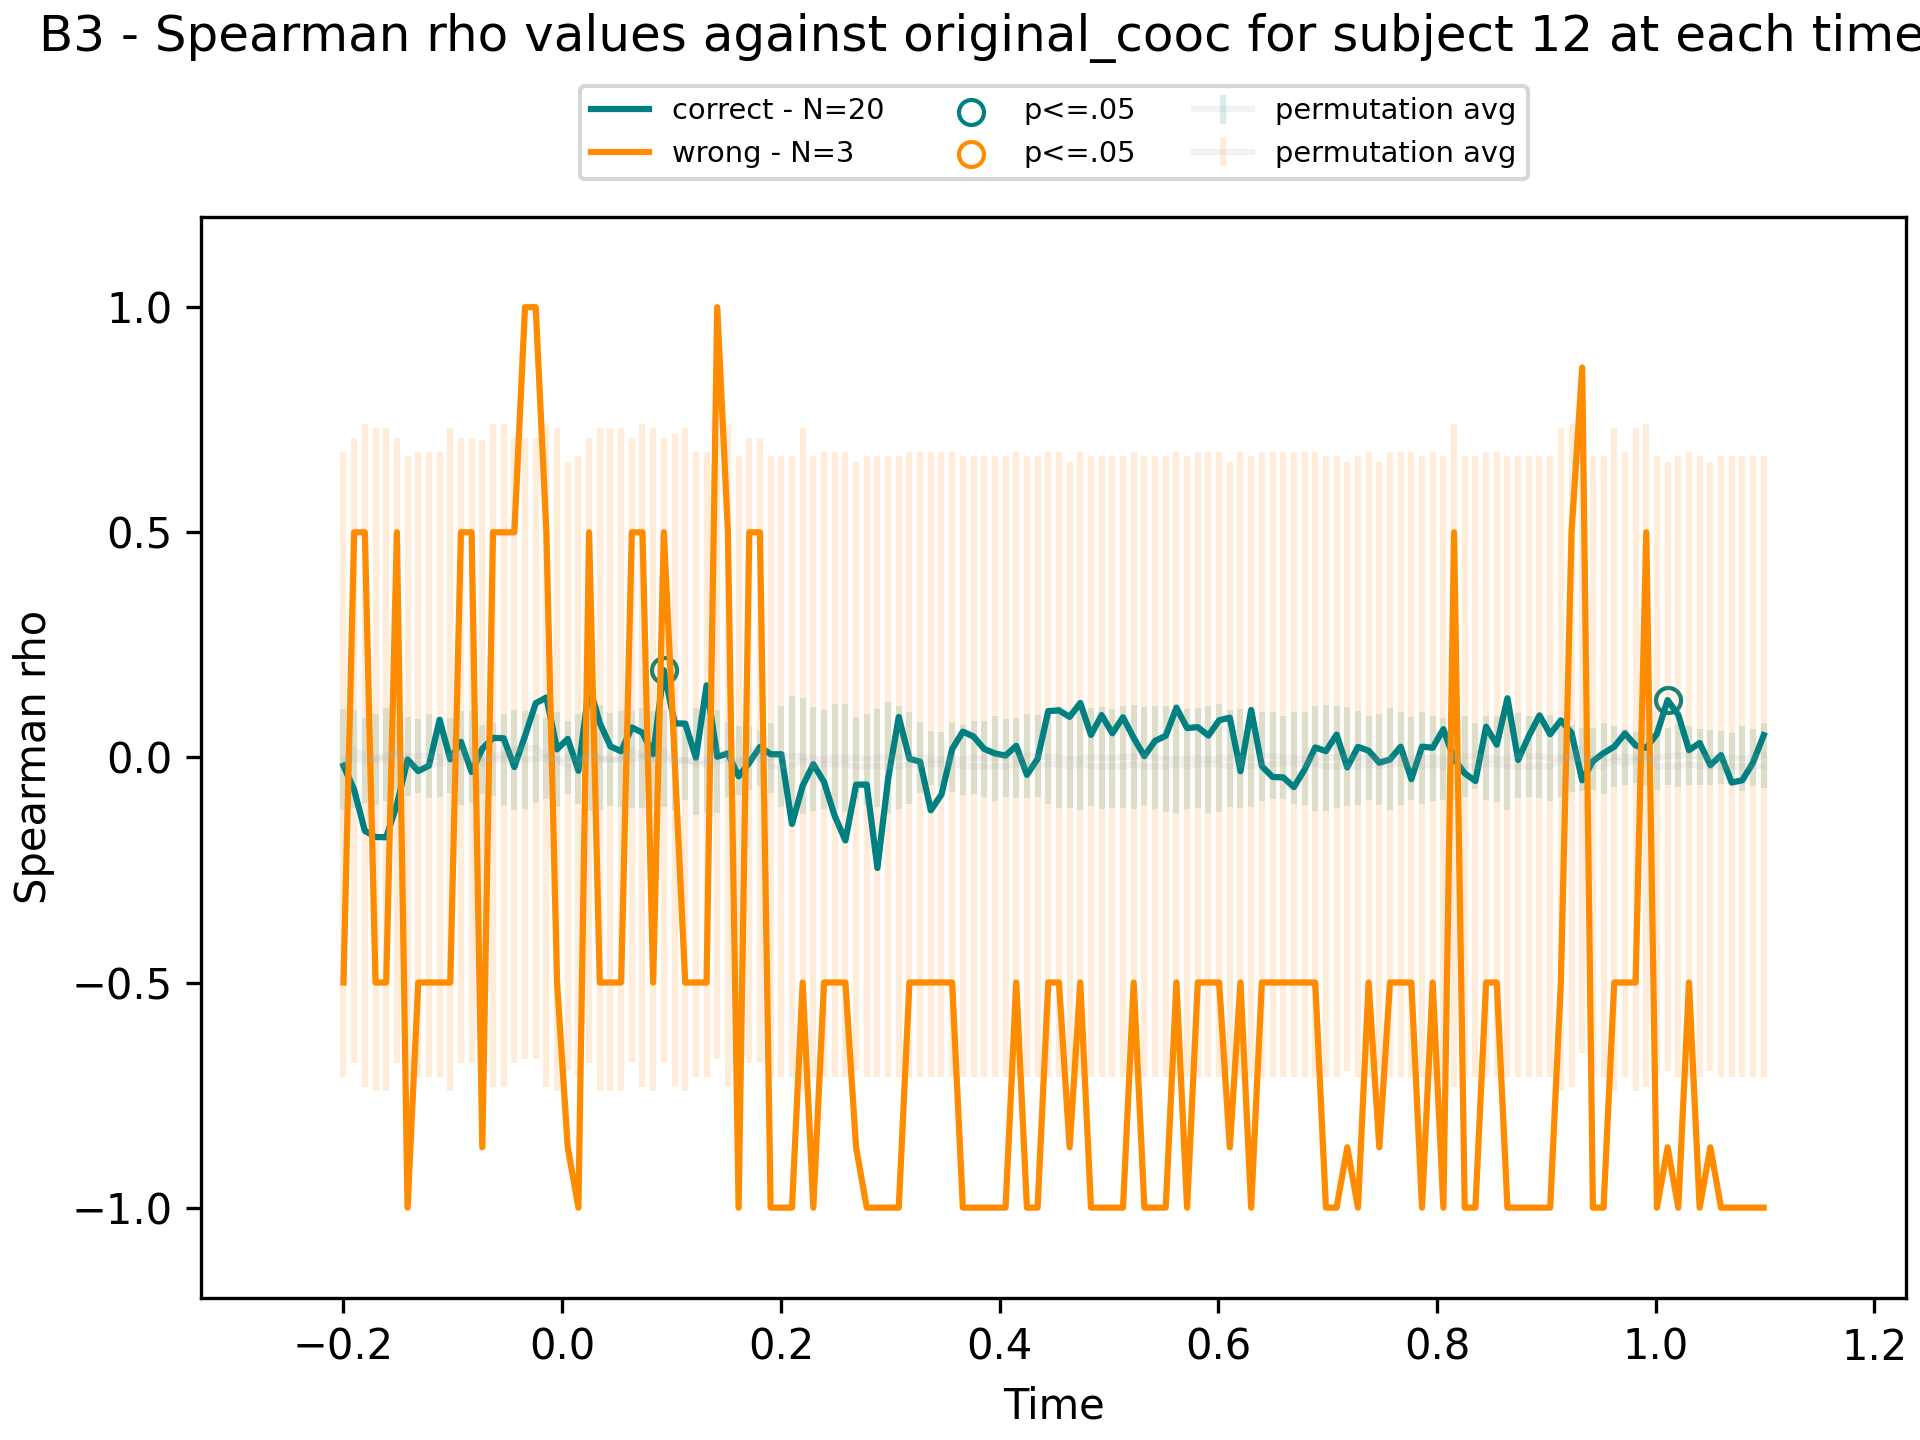 B3 - Spearman rho values against original_cooc for subject 12 at each time
correct - N=20 p<=.05 permutation avg
wrong - N=3 p<=.05 permutation avg
1.0
0.5
0.0
−0.5
−1.0
Spearman rho
−0.2 0.0 0.2 0.4 0.6 0.8 1.0 1.2
Time